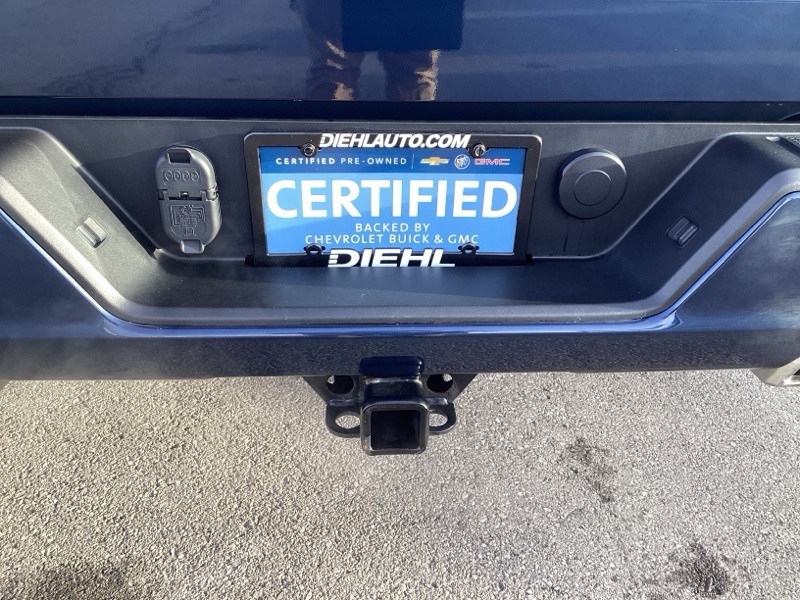 DIEHLAUTO.COM
CERTIFIED PRE-OWNED GMC
CERTIFIED
BACKED BY
CHEVROLET BUICK & GMC
DIEHL